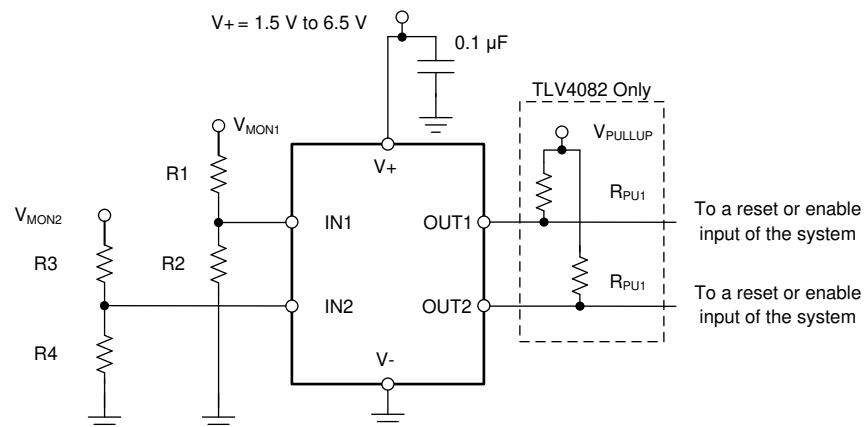 V+ = 1.5 V to 6.5 V
0.1 µF
TLV4082 Only
VMON1
VPULLUP
R1
V+
RPU1
VMON2
IN1
OUT1
To a reset or enable
input of the system
R3
R2
RPU1
IN2
OUT2
To a reset or enable
input of the system
R4
V-